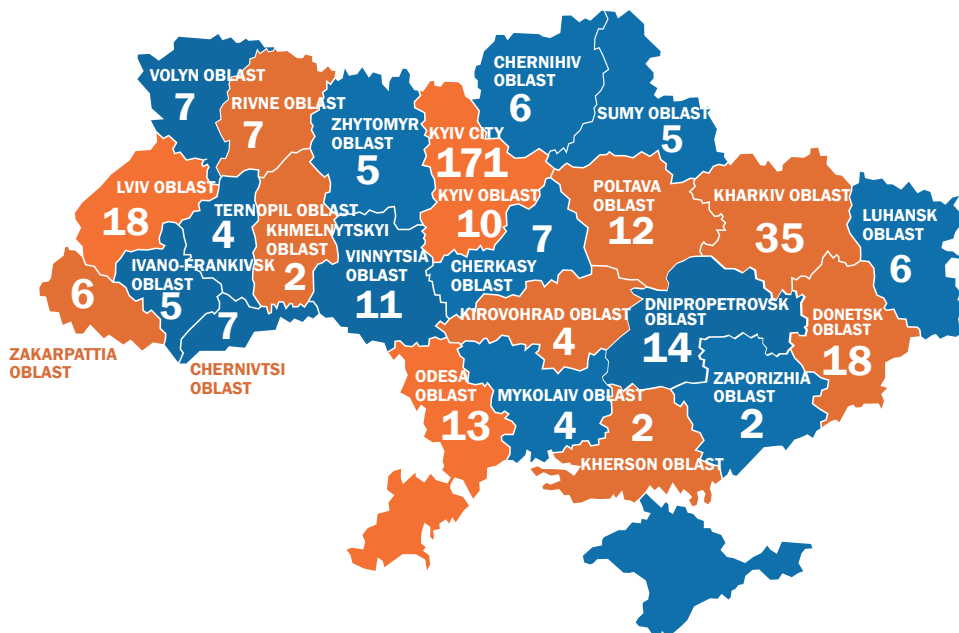 VOLYN OBLAST
7
RIVNE OBLAST
7
ZHYTOMYR
OBLAST
5
KYIV CITY
171
KYIV OBLAST
10
CHERNIHIV
OBLAST
6
SUMY OBLAST
5
LVIV OBLAST
18
TERNOPIL OBLAST
4
KHMELNYTSKYI
OBLAST
2
VINNYTSIA
OBLAST
11
CHERKASY
OBLAST
7
POLTAVA
OBLAST
12
KHARKIV OBLAST
35
LUHANSK
OBLAST
6
ZAKARPATTIA
OBLAST
6
IVANO-FRANKIVSK
OBLAST
5
CHERNIVTSI
OBLAST
7
KIROVOHRAD OBLAST
4
DNIPROPETROVSK
OBLAST
14
DONETSK
OBLAST
18
ODESA
OBLAST
13
MYKOLAIV OBLAST
4
ZAPORIZHIA
OBLAST
2
2
KHERSON OBLAST